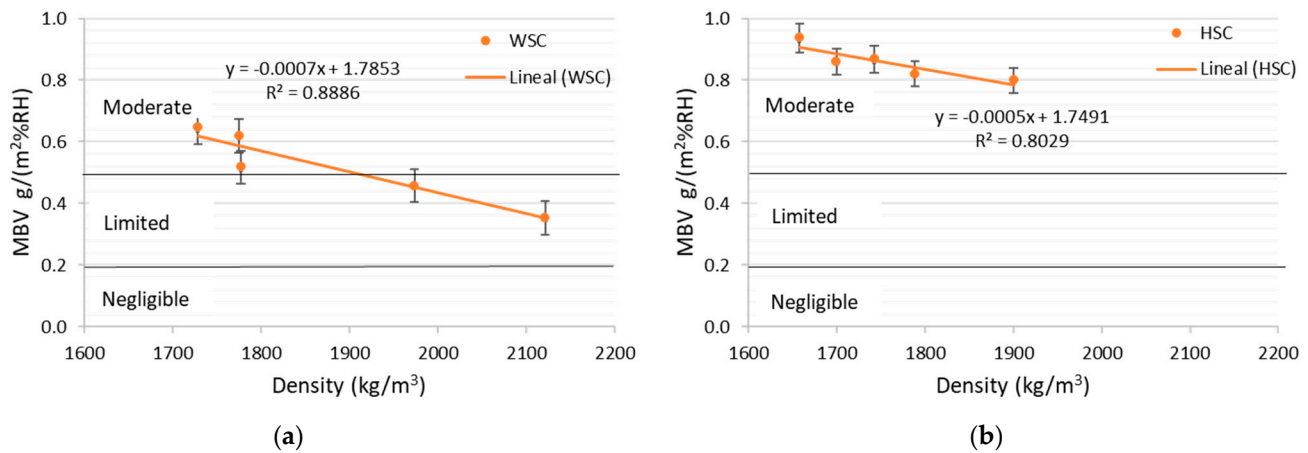 MBV g/(m²%RH)
1.0
0.8
0.6
0.4
0.2
0.0
WSC
Lineal (WSC)
y = -0.0007x + 1.7853
R² = 0.8886
Moderate
Limited
Negligible
1600 1700 1800 1900 2000 2100 2200
Density (kg/m³)
(a)
MBV g/(m²%RH)
1.0
0.8
0.6
0.4
0.2
0.0
HSC
Lineal (HSC)
Moderate
y = -0.0005x + 1.7491
R² = 0.8029
Limited
Negligible
1600 1700 1800 1900 2000 2100 2200
Density (kg/m³)
(b)